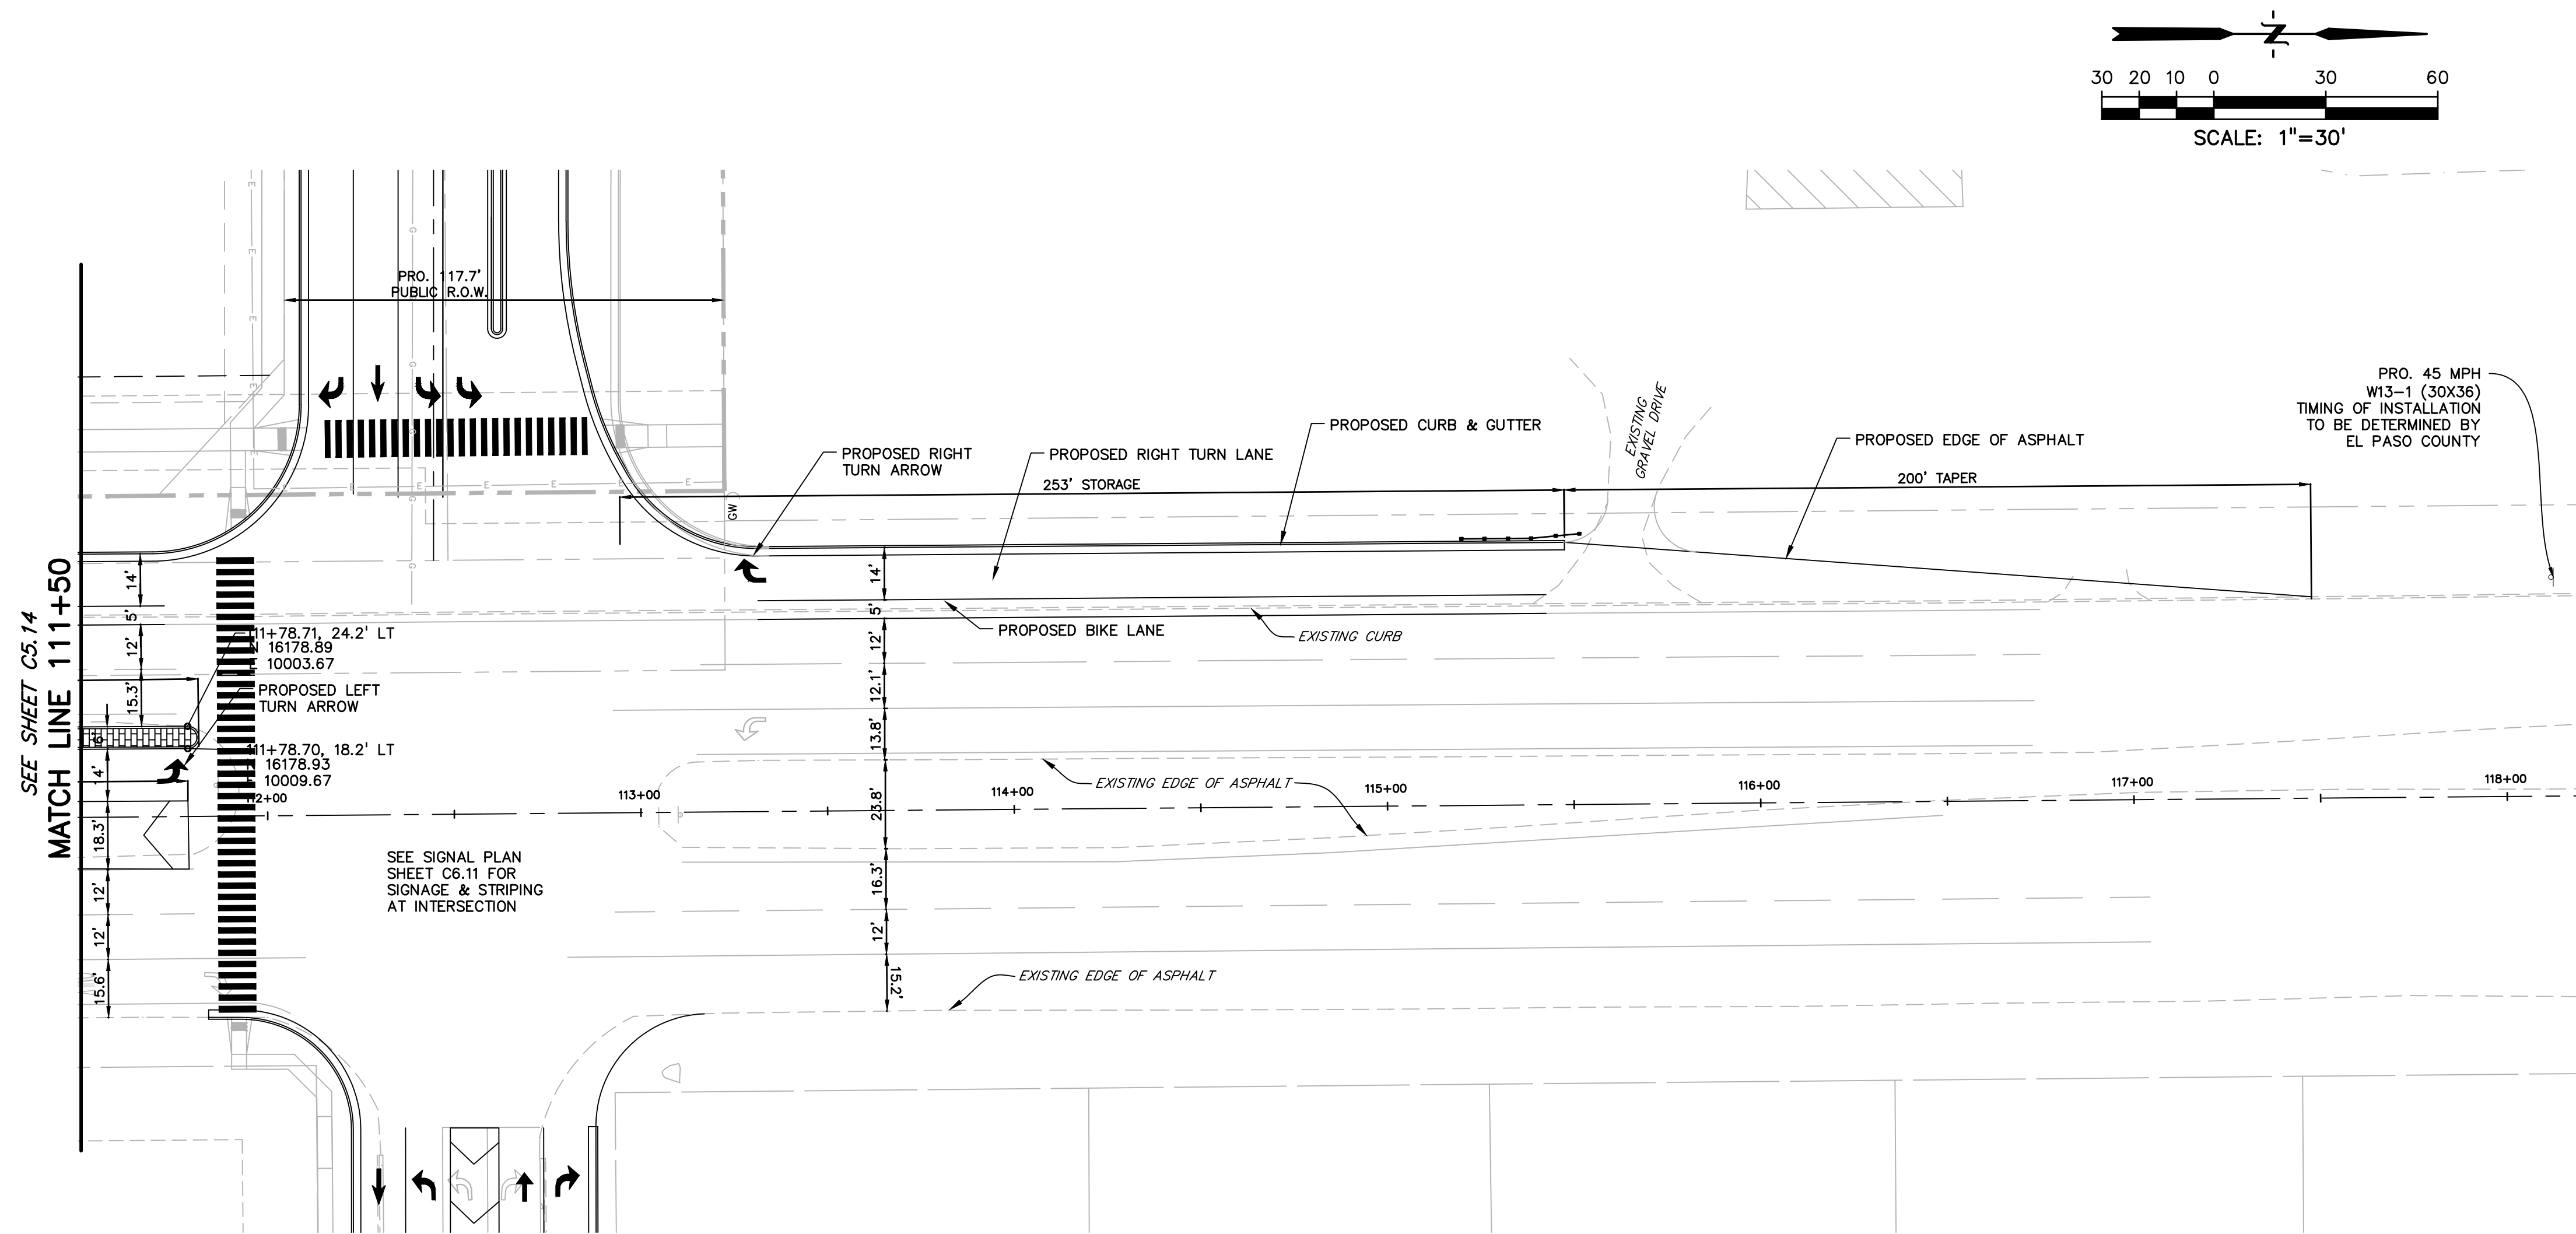 N
30 20 10 0 30 60
SCALE: 1"=30'
PRO. 117.7'
PUBLIC R.O.W.
PRO. 45 MPH
W13-1 (30X36)
TIMING OF INSTALLATION
TO BE DETERMINED BY
EL PASO COUNTY
EXISTING
GRAVEL DRIVE
PROPOSED CURB & GUTTER
PROPOSED EDGE OF ASPHALT
PROPOSED RIGHT
TURN ARROW
PROPOSED RIGHT TURN LANE
253' STORAGE
200' TAPER
GW
E
E
E
E
E
E
E
E
E
E
G
G
G
G
G
SEE SHEET C5.14
MATCH LINE 111+50
14'
5'
12'
15.3'
6'
14'
18.3'
12'
12'
15.6'
111+78.71, 24.2' LT
N 16178.89
E 10003.67
PROPOSED LEFT
TURN ARROW
111+78.70, 18.2' LT
N 16178.93
E 10009.67
PROPOSED BIKE LANE
EXISTING CURB
14'
5'
12'
12.1'
13.8'
23.8'
16.3'
12'
15.2'
EXISTING EDGE OF ASPHALT
112+00
113+00
114+00
115+00
116+00
117+00
118+00
SEE SIGNAL PLAN
SHEET C6.11 FOR
SIGNAGE & STRIPING
AT INTERSECTION
EXISTING EDGE OF ASPHALT